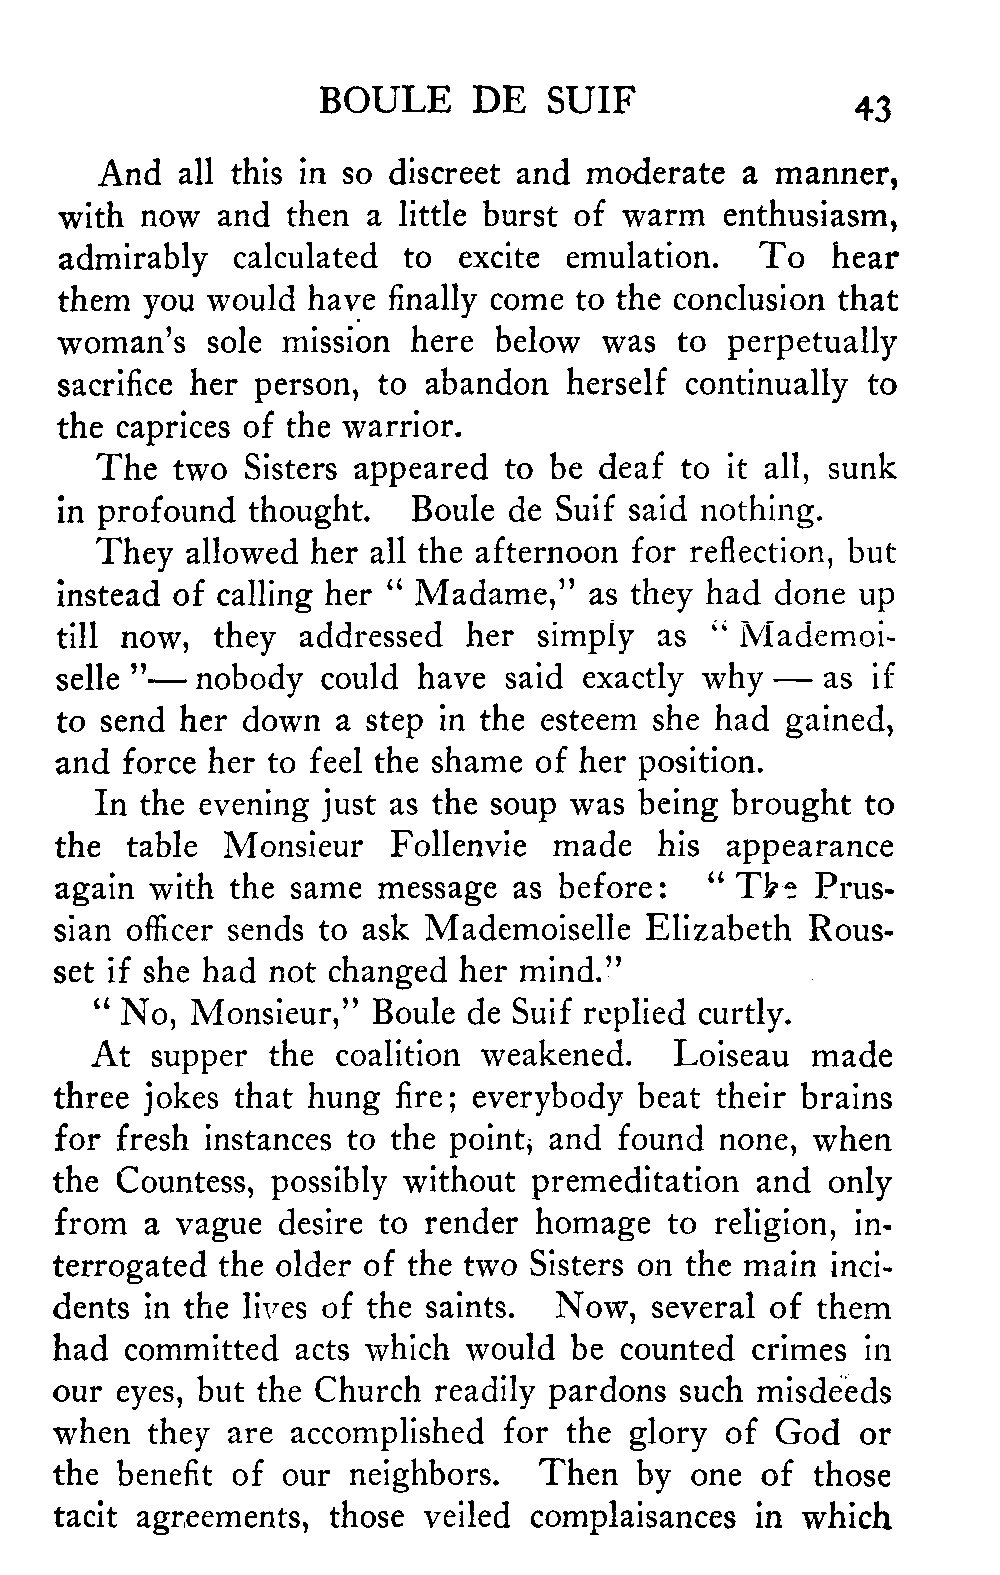 BOULE DE SUIF 43
And all this in so discreet and moderate a manner,
with now and then a little burst of warm enthusiasm,
admirably calculated to excite emulation. To hear
them you would have finally come to the conclusion that
woman's sole mission here below was to perpetually
sacrifice her person, to abandon herself continually to
the caprices of the warrior.
The two Sisters appeared to be deaf to it all, sunk
in profound thought. Boule de Suif said nothing.
They allowed her all the afternoon for reflection, but
instead of calling her " Madame," as they had done up
till now, they addressed her simply as " Mademoi-
selle "— nobody could have said exactly why — as if
to send her down a step in the esteem she had gained,
and force her to feel the shame of her position.
In the evening just as the soup was being brought to
the table Monsieur Follenvie made his appearance
again with the same message as before: " The Prus-
sian officer sends to ask Mademoiselle Elizabeth Rous-
set if she had not changed her mind."
" No, Monsieur," Boule de Suif replied curtly.
At supper the coalition weakened. Loiseau made
three jokes that hung fire; everybody beat their brains
for fresh instances to the point; and found none, when
the Countess, possibly without premeditation and only
from a vague desire to render homage to religion, in-
terrogated the older of the two Sisters on the main inci-
dents in the lives of the saints. Now, several of them
had committed acts which would be counted crimes in
our eyes, but the Church readily pardons such misdeeds
when they are accomplished for the glory of God or
the benefit of our neighbors. Then by one of those
tacit agreements, those veiled complaisances in which